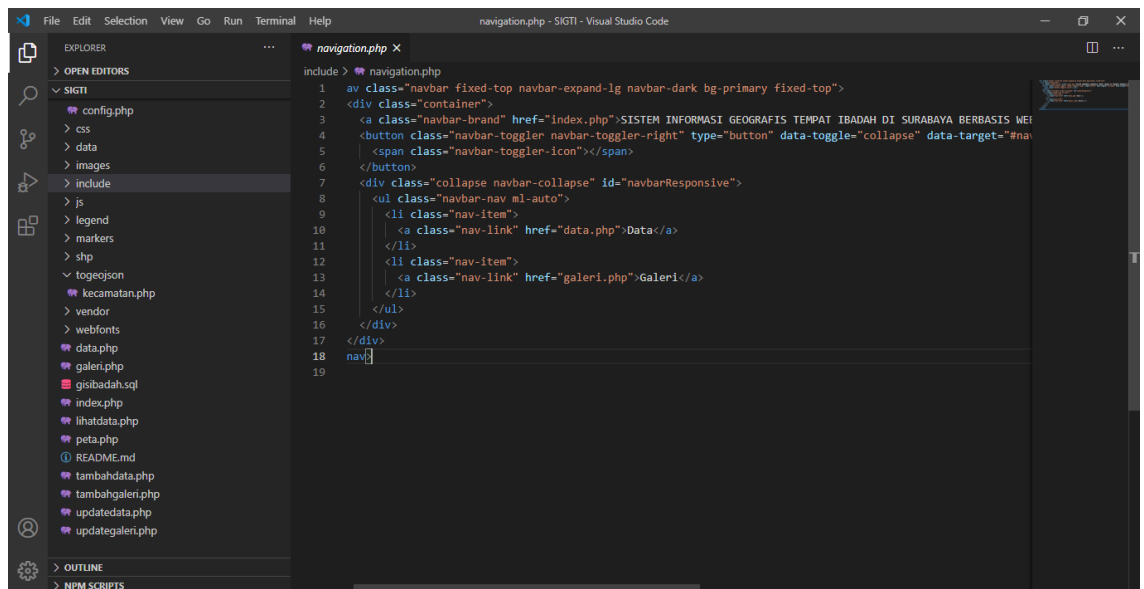 File Edit Selection View Go Run Terminal Help
navigation.php - SIGTI - Visual Studio Code
EXPLORER
OPEN EDITORS
SIGTI
config.php
css
data
images
include
js
legend
markers
shp
togeojson
kecamatan.php
vendor
webfonts
data.php
galeri.php
gisibadah.sql
index.php
lihatdata.php
peta.php
README.md
tambahdata.php
tambahgaleri.php
updatedata.php
updategaleri.php
OUTLINE
NPM SCRIPTS
navigation.php
include > navigation.php
1 av class="navbar fixed-top navbar-expand-lg navbar-dark bg-primary fixed-top">
2 <div class="container">
3 <a class="navbar-brand" href="index.php">SISTEM INFORMASI GEOGRAFIS TEMPAT IBADAH DI SURABAYA BERBASIS WEB
4 <button class="navbar-toggler navbar-toggler-right" type="button" data-toggle="collapse" data-target="#nav
5 <span class="navbar-toggler-icon"></span>
6 </button>
7 <div class="collapse navbar-collapse" id="navbarResponsive">
8 <ul class="navbar-nav ml-auto">
9 <li class="nav-item">
10 <a class="nav-link" href="data.php">Data</a>
11 </li>
12 <li class="nav-item">
13 <a class="nav-link" href="galeri.php">Galeri</a>
14 </li>
15 </ul>
16 </div>
17 </div>
18 nav>
19